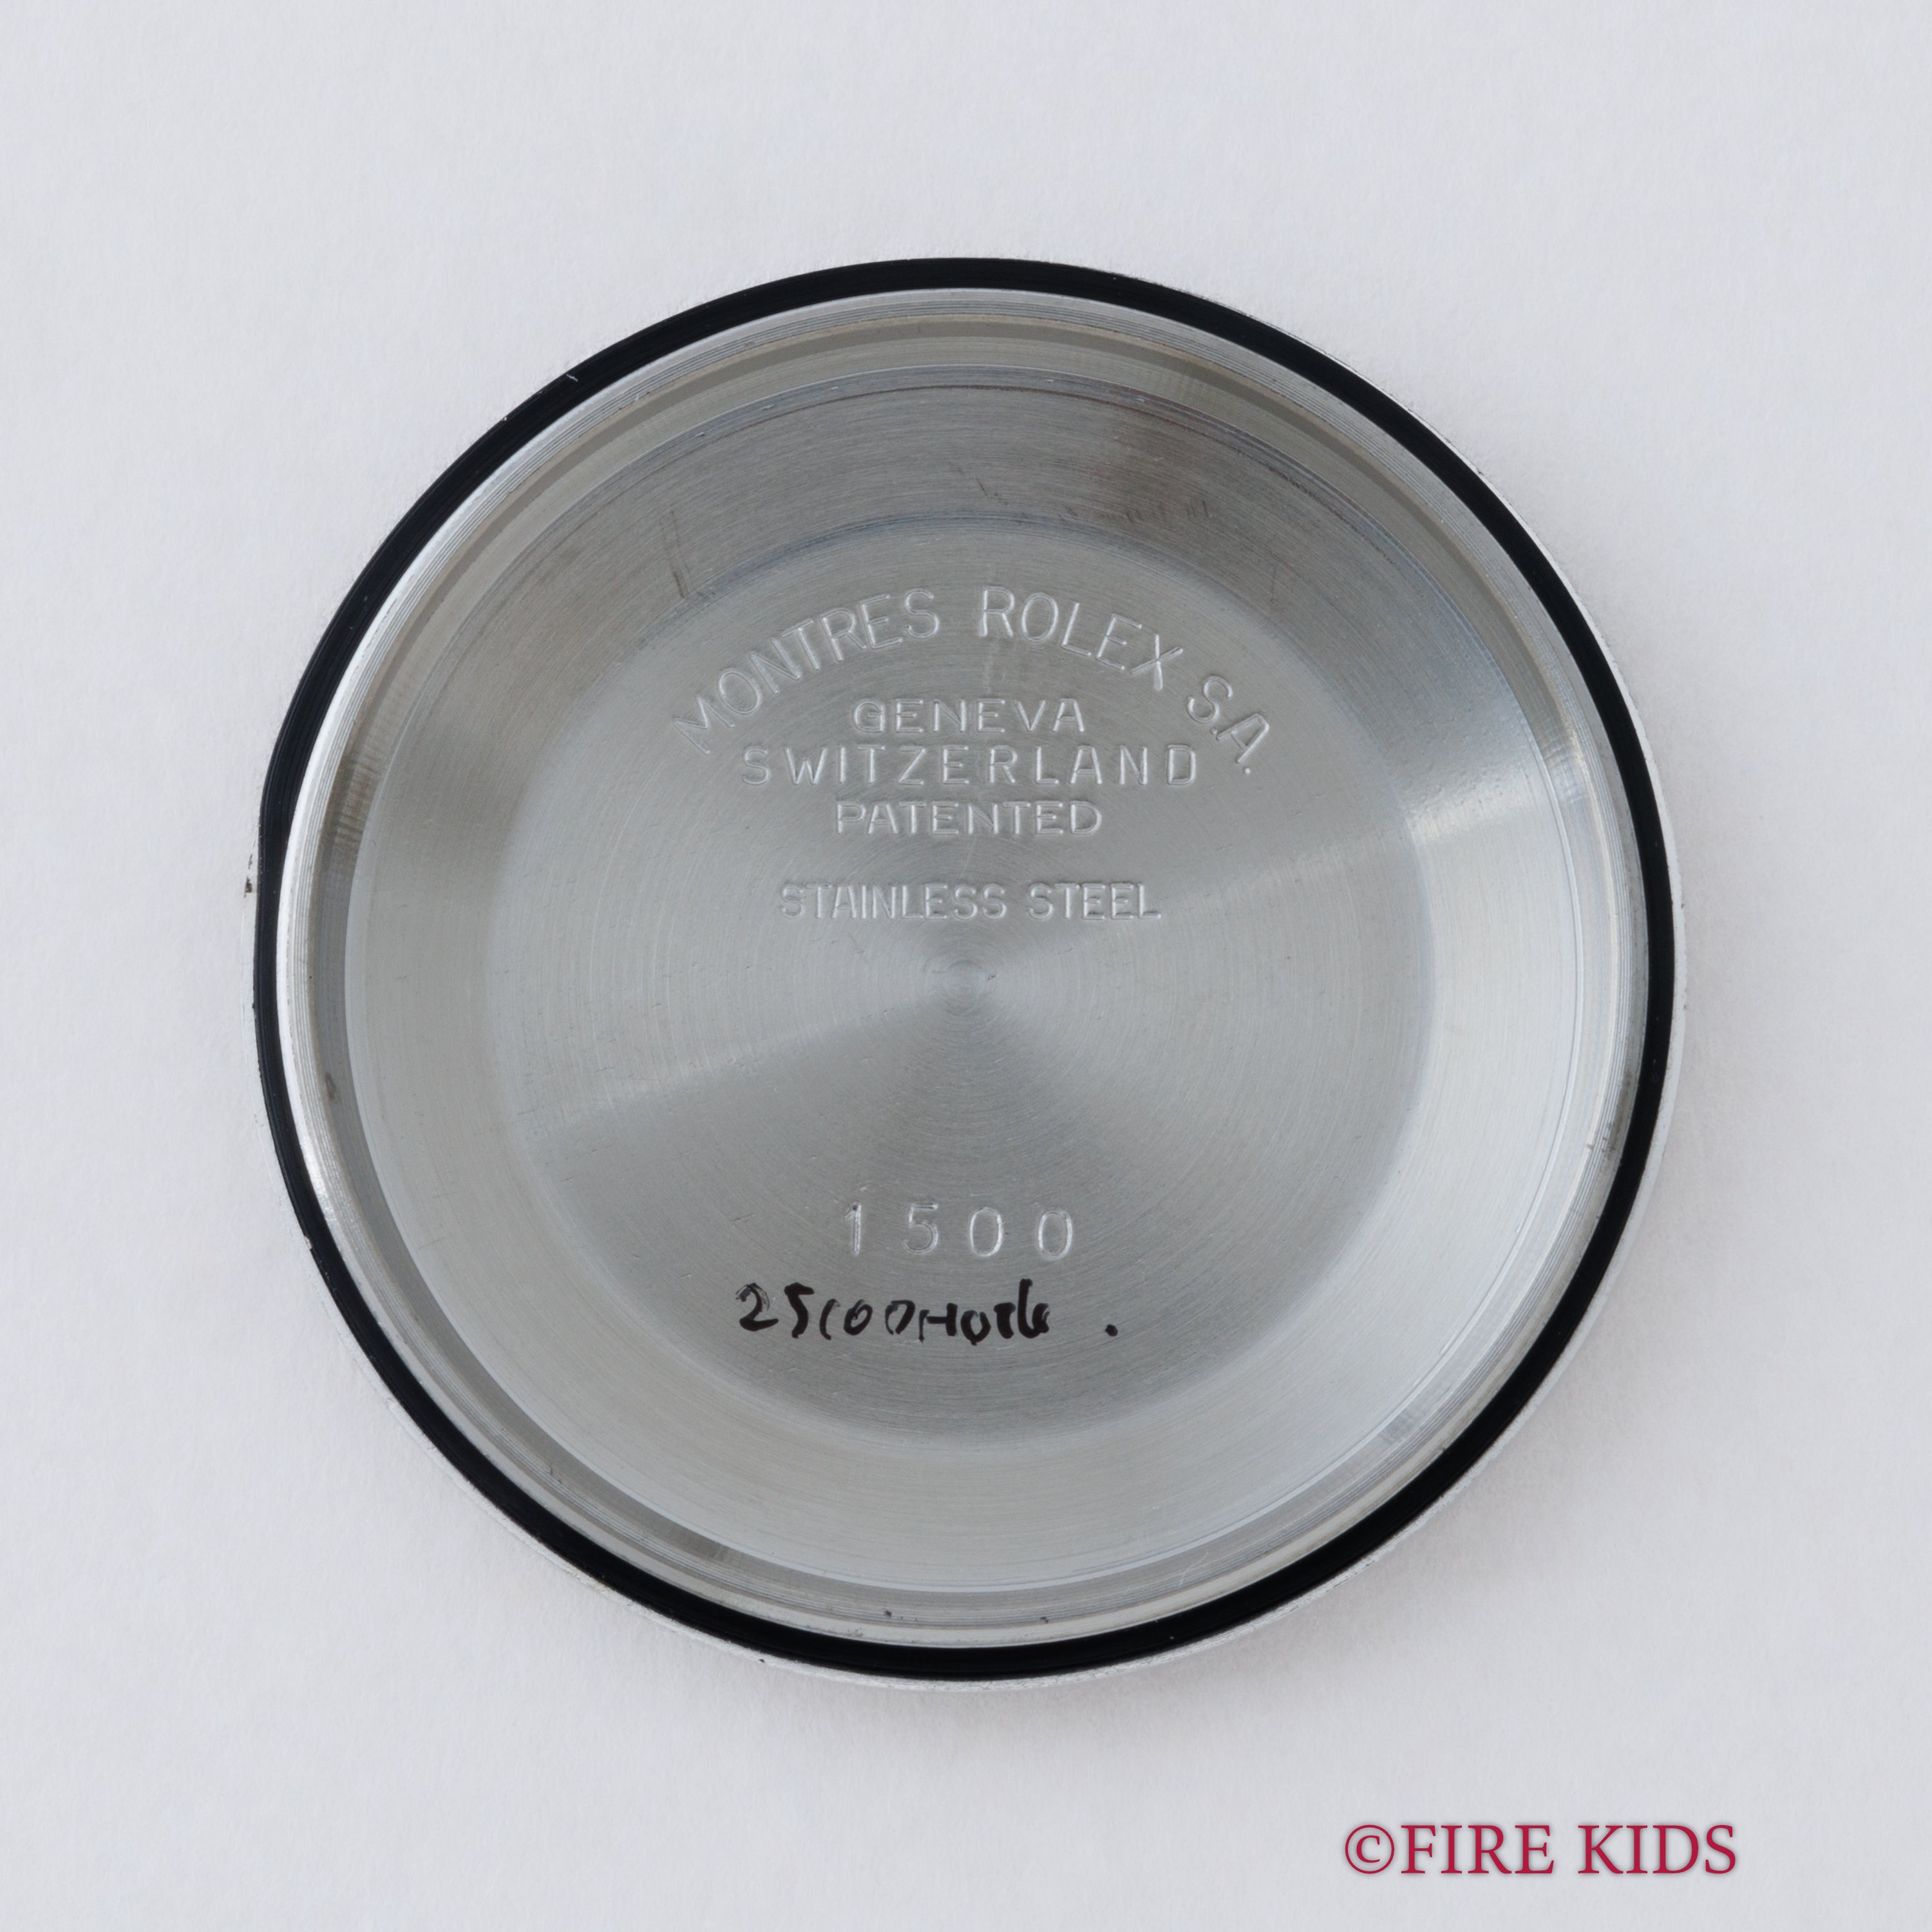 MONTRES ROLEX S.A.
GENEVA
SWITZERLAND
PATENTED
STAINLESS STEEL
1500
©FIRE KIDS